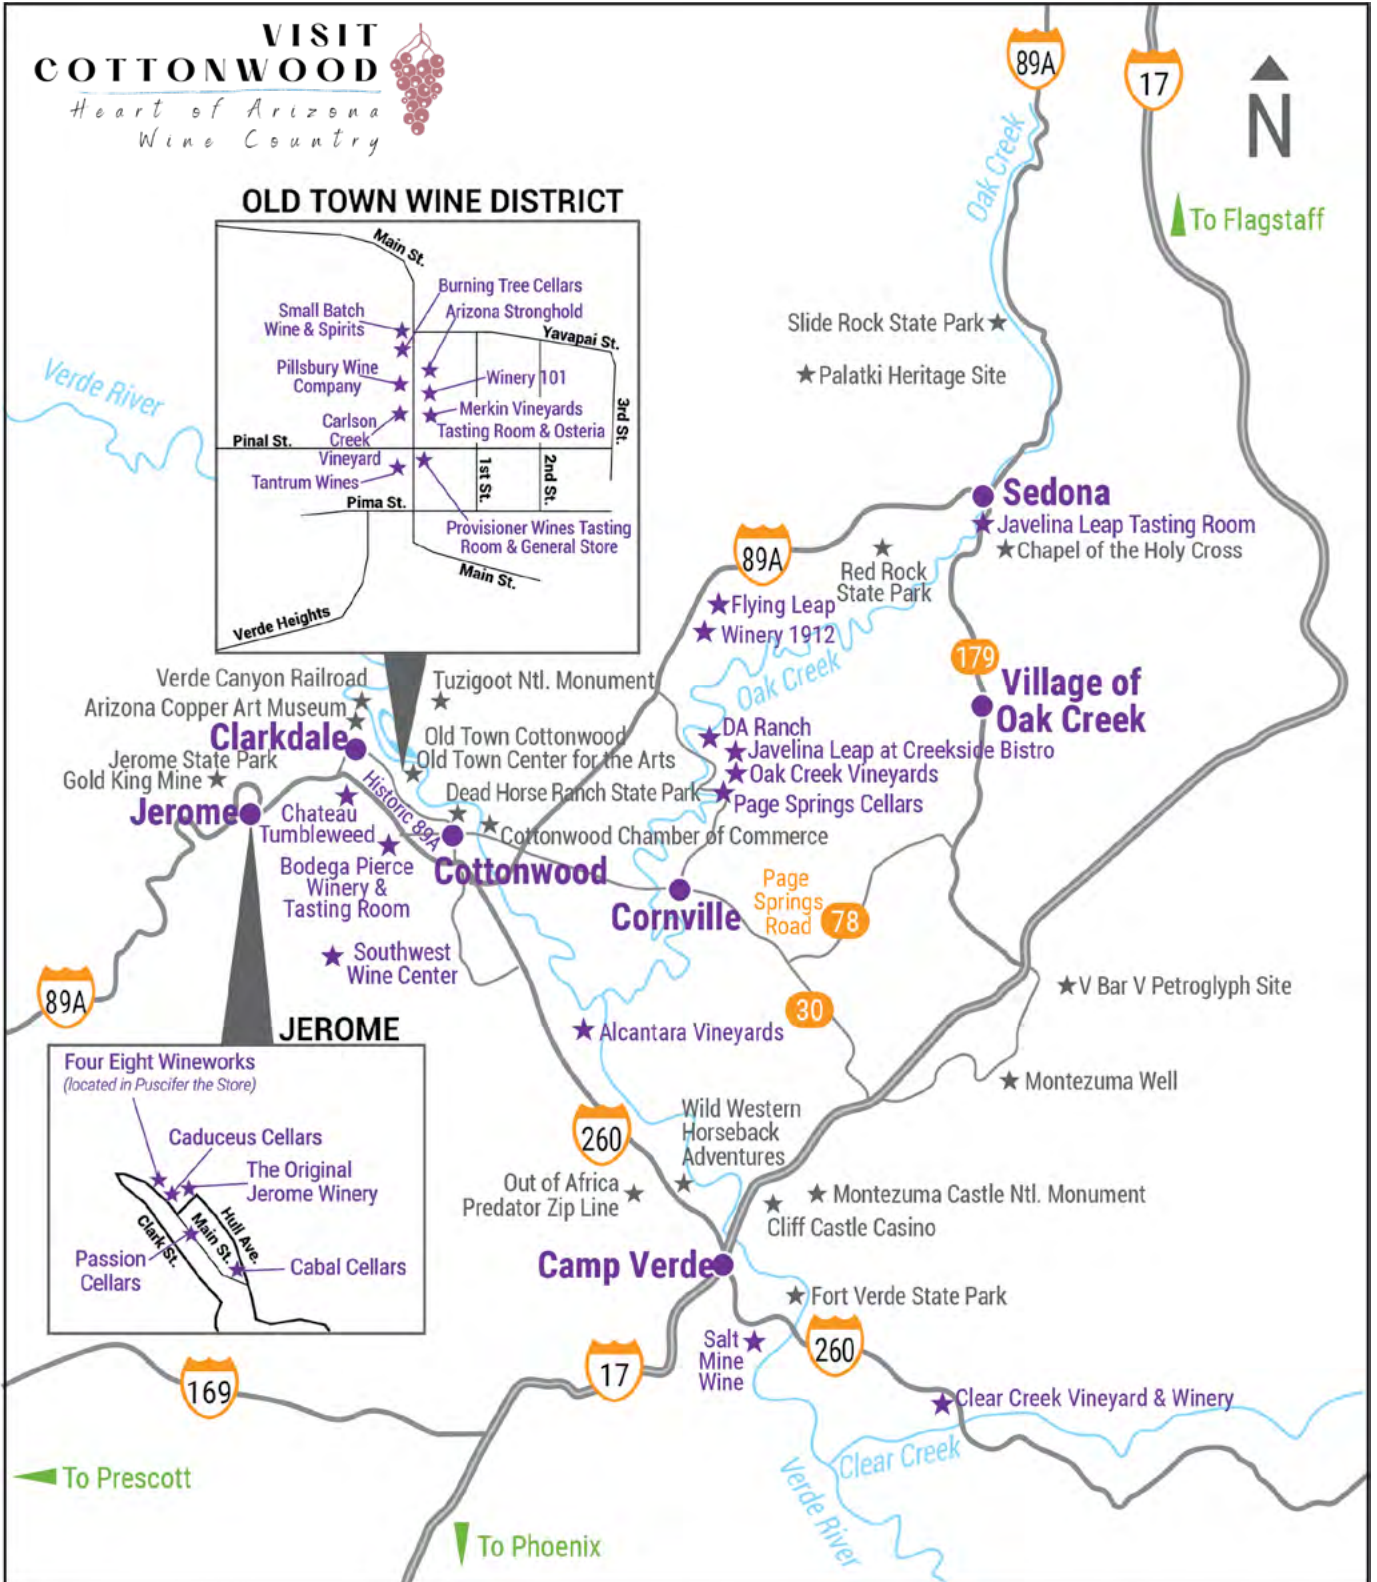 VISIT
COTTONWOOD
Heart of Arizona
Wine Country
89A
17
N
To Flagstaff
Oak Creek
OLD TOWN WINE DISTRICT
Main St.
Burning Tree Cellars
Small Batch
Wine & Spirits
Arizona Stronghold
Yavapai St.
Pillsbury Wine
Company
Winery 101
Merkin Vineyards
Tasting Room & Osteria
Carlson
Creek
Vineyard
3rd St.
Pinal St.
1st St.
2nd St.
Tantrum Wines
Pima St.
Provisioner Wines Tasting
Room & General Store
Main St.
Verde Heights
Verde River
Slide Rock State Park
Palatki Heritage Site
Sedona
Javelina Leap Tasting Room
Chapel of the Holy Cross
89A
Red Rock
State Park
Flying Leap
Winery 1912
Oak Creek
179
Village of
Oak Creek
Verde Canyon Railroad
Tuzigoot Ntl. Monument
Arizona Copper Art Museum
Clarkdale
Old Town Cottonwood
Old Town Center for the Arts
DA Ranch
Javelina Leap at Creekside Bistro
Oak Creek Vineyards
Page Springs Cellars
Jerome State Park
Gold King Mine
Dead Horse Ranch State Park
Jerome
Historic 89A
Chateau
Tumbleweed
Cottonwood Chamber of Commerce
Bodega Pierce
Winery &
Tasting Room
Cottonwood
Cornville
Page
Springs
Road
78
Southwest
Wine Center
89A
30
V Bar V Petroglyph Site
Alcantara Vineyards
Montezuma Well
JEROME
Four Eight Wineworks
(located in Puscifer the Store)
Caduceus Cellars
The Original
Jerome Winery
Hull Ave.
Main St.
Clark St.
Passion
Cellars
Cabal Cellars
260
Wild Western
Horseback
Adventures
Out of Africa
Predator Zip Line
Montezuma Castle Ntl. Monument
Cliff Castle Casino
Camp Verde
Fort Verde State Park
Salt
Mine
Wine
260
17
169
Clear Creek Vineyard & Winery
Clear Creek
Verde River
To Prescott
To Phoenix